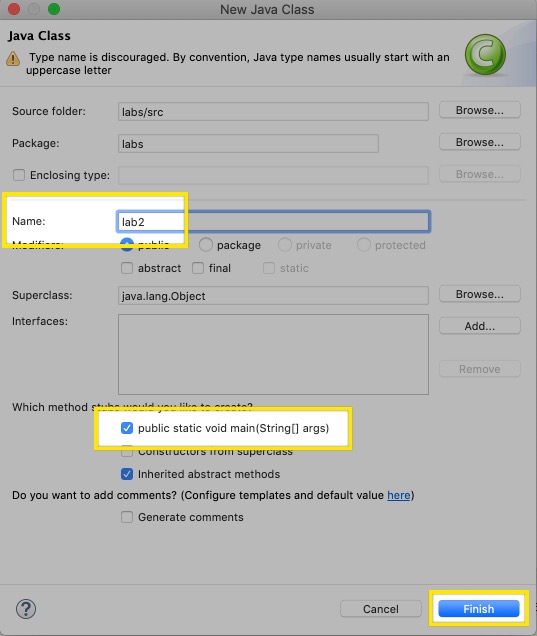 New Java Class
Java Class
Type name is discouraged. By convention, Java type names usually start with an
uppercase letter
Source folder: labs/src Browse...
Package: labs Browse...
Enclosing type: Browse...
Name: lab2
Modifiers: public package private protected
abstract final static
Superclass: java.lang.Object Browse...
Interfaces: Add...
Remove
Which method stubs would you like to create?
public static void main(String[] args)
Constructors from superclass
Inherited abstract methods
Do you want to add comments? (Configure templates and default value here)
Generate comments
? Cancel Finish